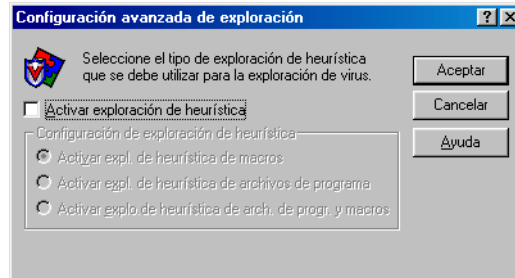 Configuración avanzada de exploración
Seleccione el tipo de exploración de heurística
que se debe utilizar para la exploración de virus.
Aceptar
Activar exploración de heurística
Cancelar
Configuración de exploración de heurística
Ayuda
Activar expl. de heurística de macros
Activar expl. de heurística de archivos de programa
Activar explo de heurística de arch. de progr. y macros